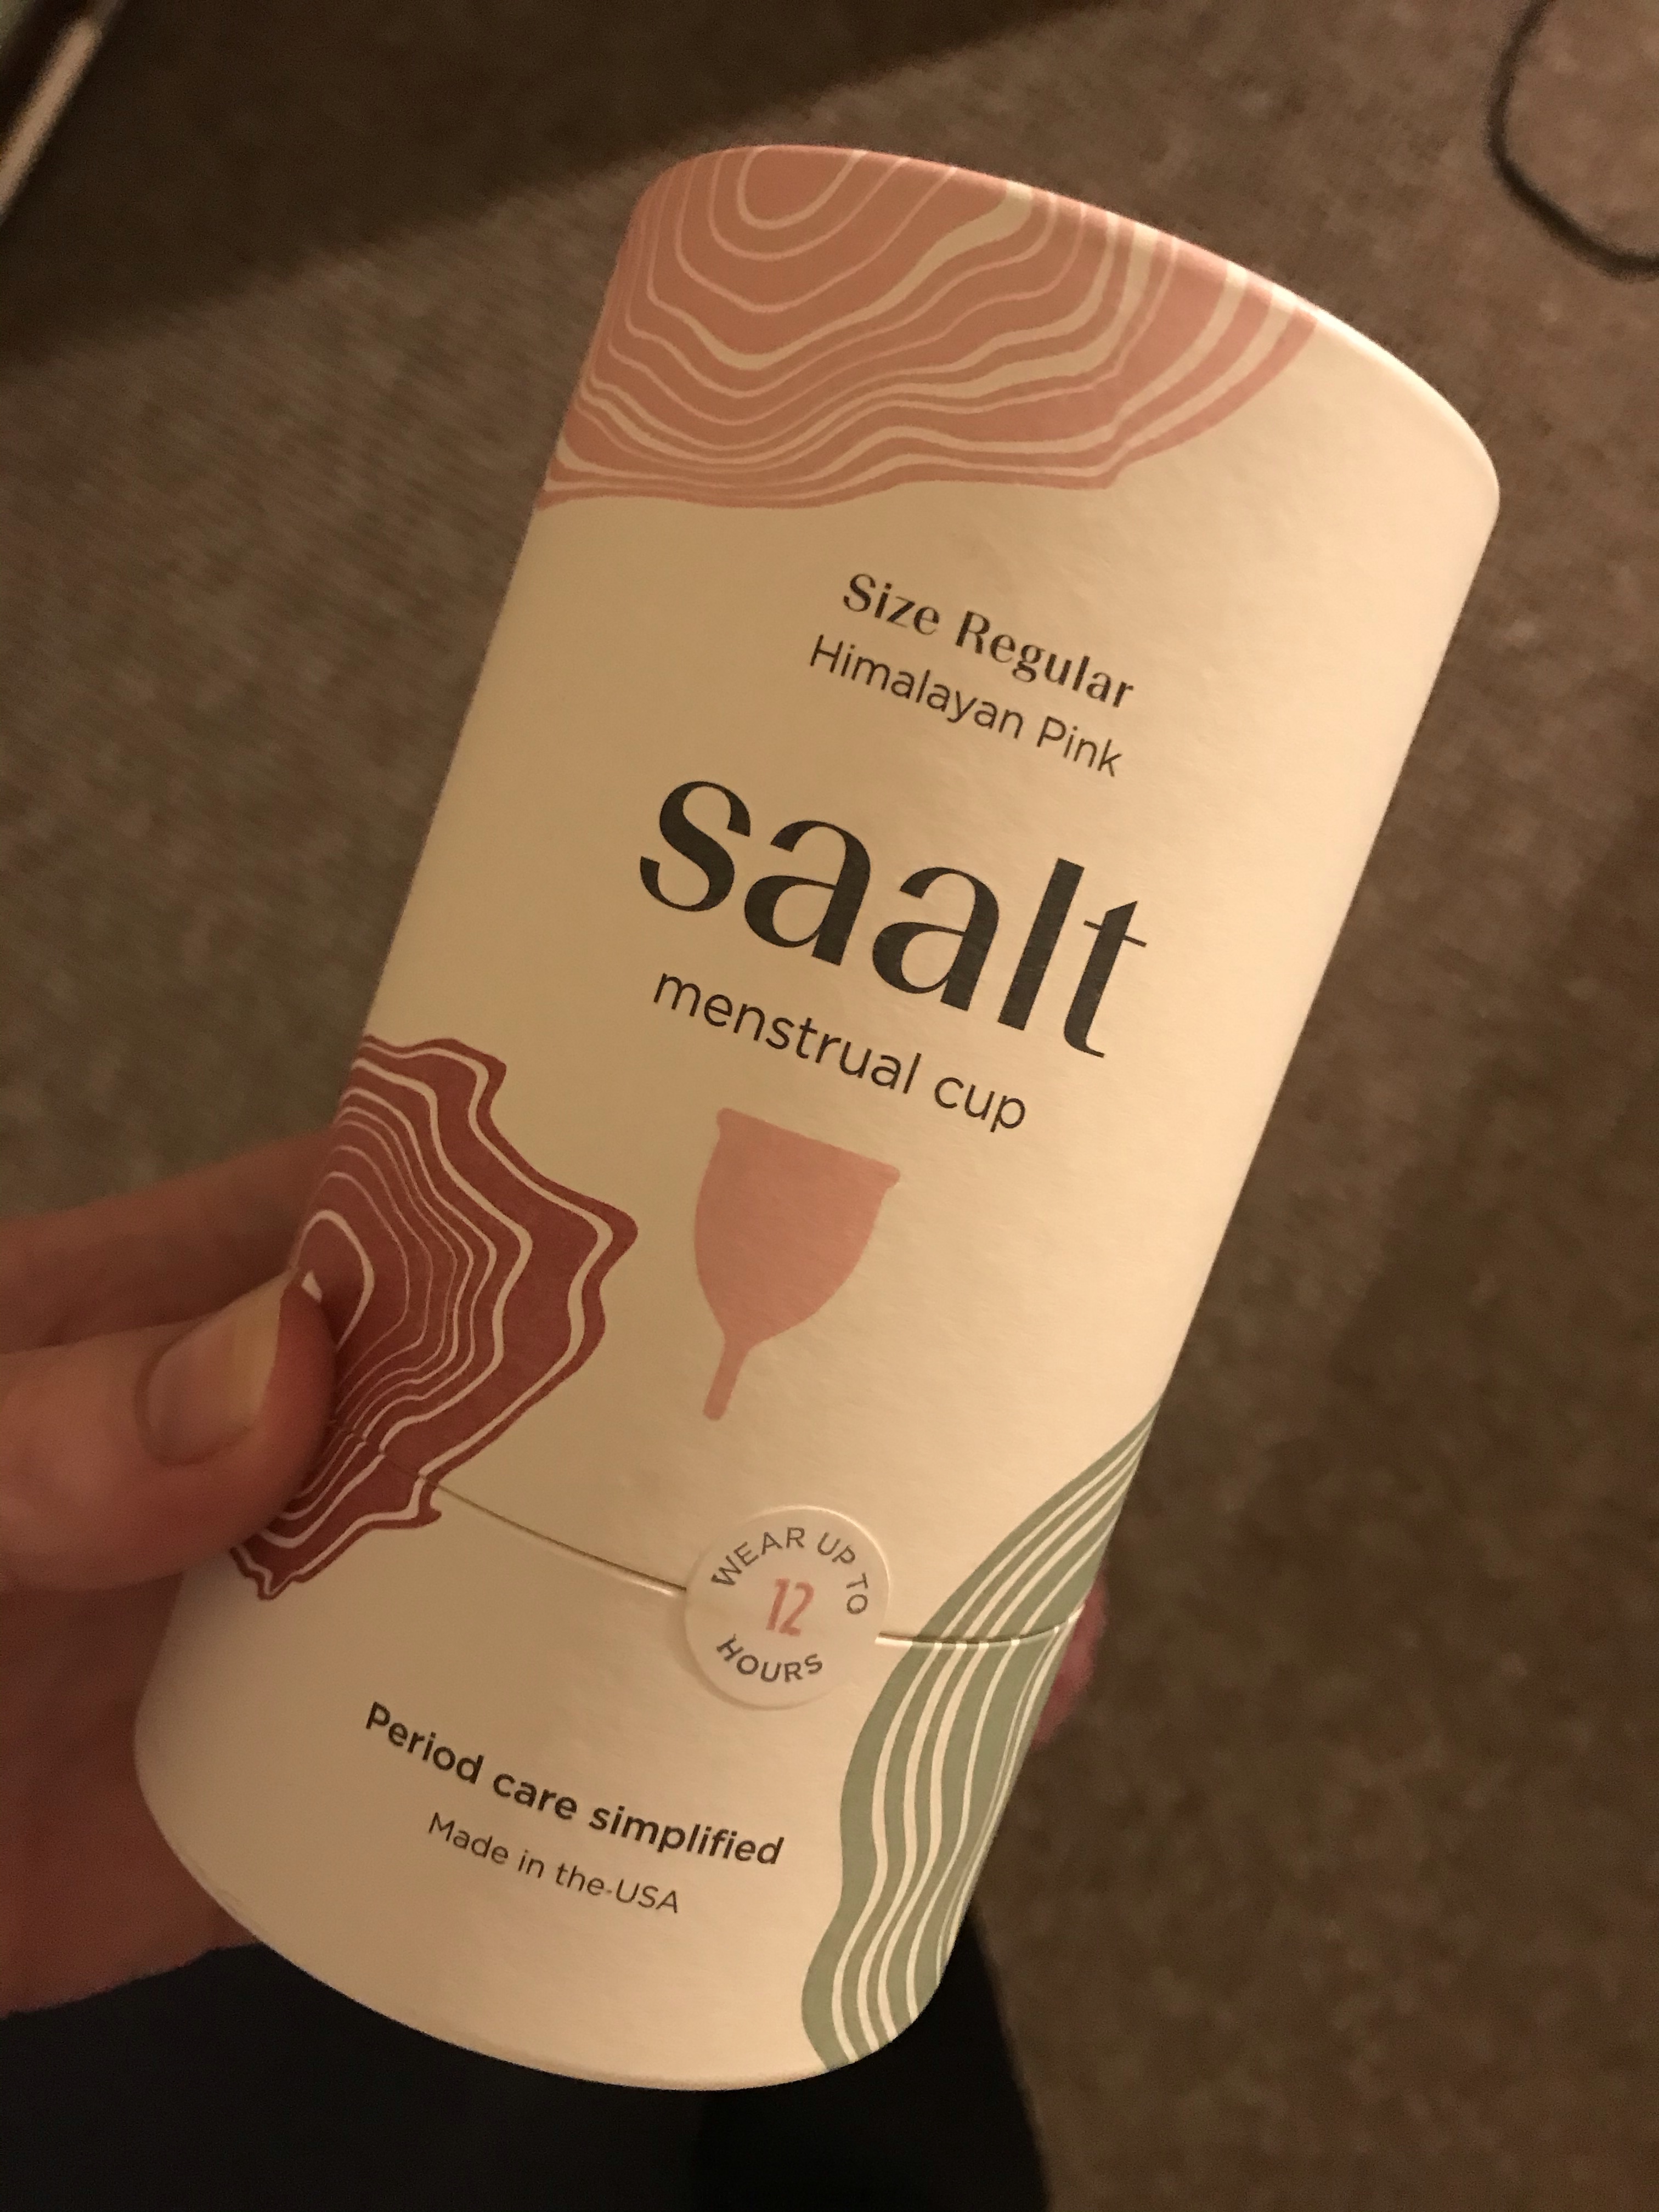 Size Regular
Himalayan Pink
saalt
menstrual cup
WEAR UP TO
12
HOURS
Period care simplified
Made in the USA